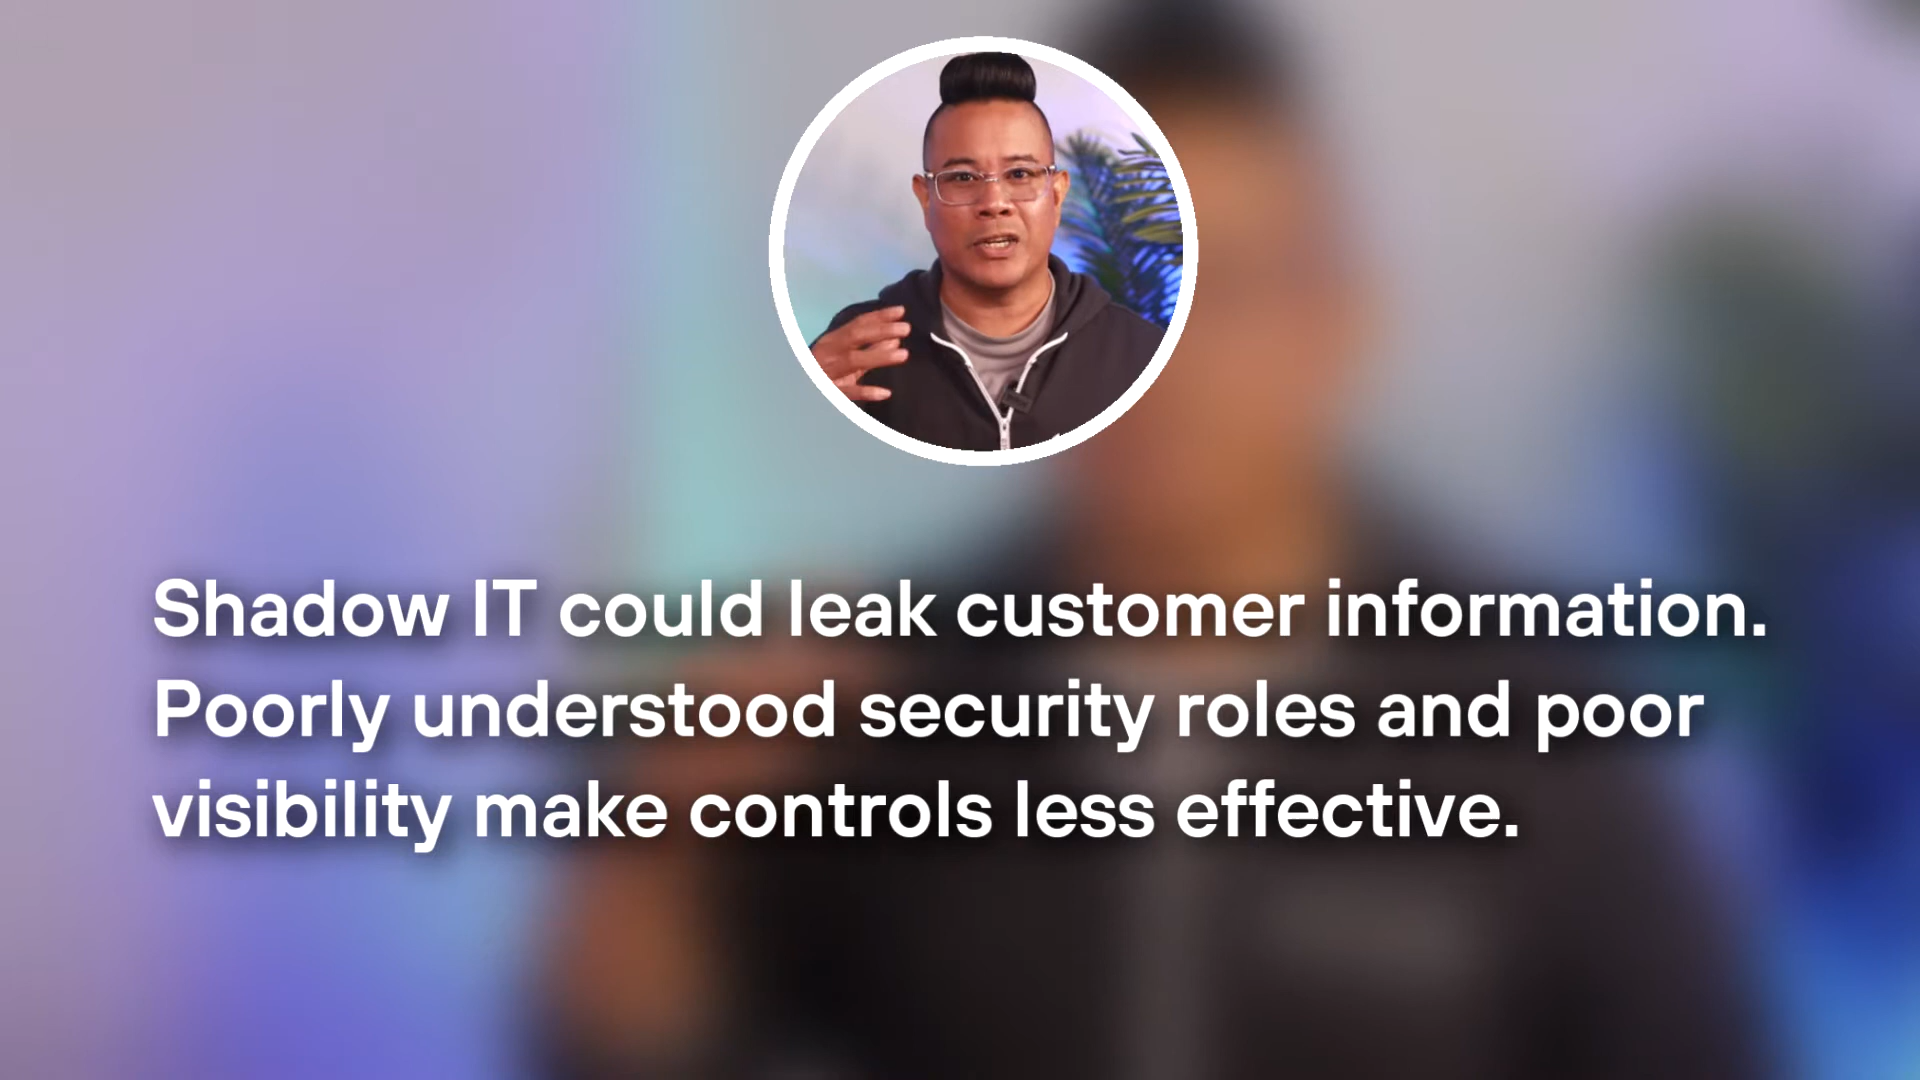 Shadow IT could leak customer information.
Poorly understood security roles and poor
visibility make controls less effective.